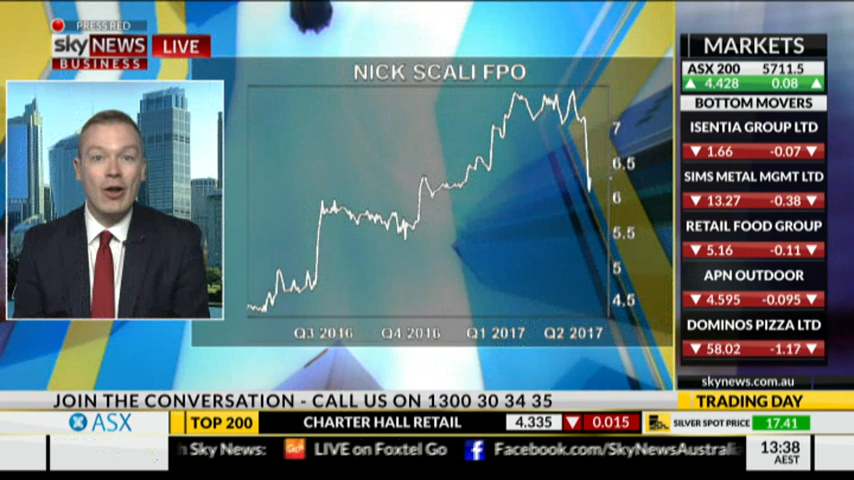 PRESS RED
sky NEWS LIVE
BUSINESS
NICK SCALI FPO
7
6.5
6
5.5
5
4.5
Q3 2016 Q4 2016 Q1 2017 Q2 2017
MARKETS
ASX 200 5711.5
▲ 4.428 0.08 ▲
BOTTOM MOVERS
ISENTIA GROUP LTD
▼ 1.66 -0.07 ▼
SIMS METAL MGMT LTD
▼ 13.27 -0.38 ▼
RETAIL FOOD GROUP
▼ 5.16 -0.11 ▼
APN OUTDOOR
▼ 4.595 -0.095 ▼
DOMINOS PIZZA LTD
▼ 58.02 -1.17 ▼
skynews.com.au
JOIN THE CONVERSATION - CALL US ON 1300 30 34 35
TRADING DAY
ASX TOP 200 CHARTER HALL RETAIL 4.335 ▼ 0.015 SILVER SPOT PRICE 17.41
Sky News: LIVE on Foxtel Go Facebook.com/SkyNewsAustrali
13:38
AEST